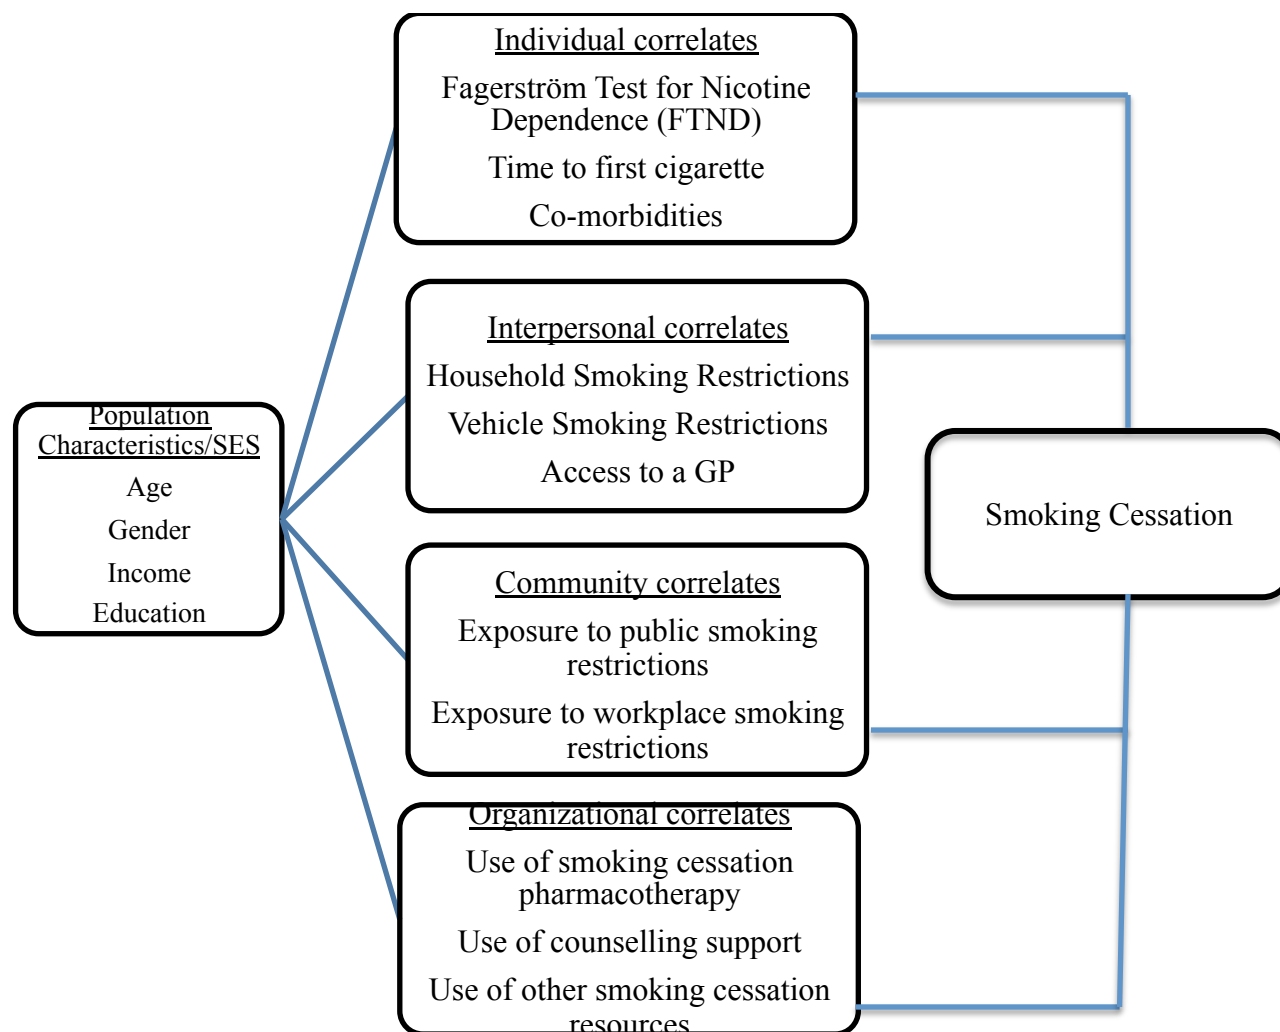 Individual correlates
Fagerström Test for Nicotine
Dependence (FTND)
Time to first cigarette
Co-morbidities
Interpersonal correlates
Household Smoking Restrictions
Vehicle Smoking Restrictions
Access to a GP
Population
Characteristics/SES
Age
Gender
Income
Education
Smoking Cessation
Community correlates
Exposure to public smoking
restrictions
Exposure to workplace smoking
restrictions
Organizational correlates
Use of smoking cessation
pharmacotherapy
Use of counselling support
Use of other smoking cessation
resources